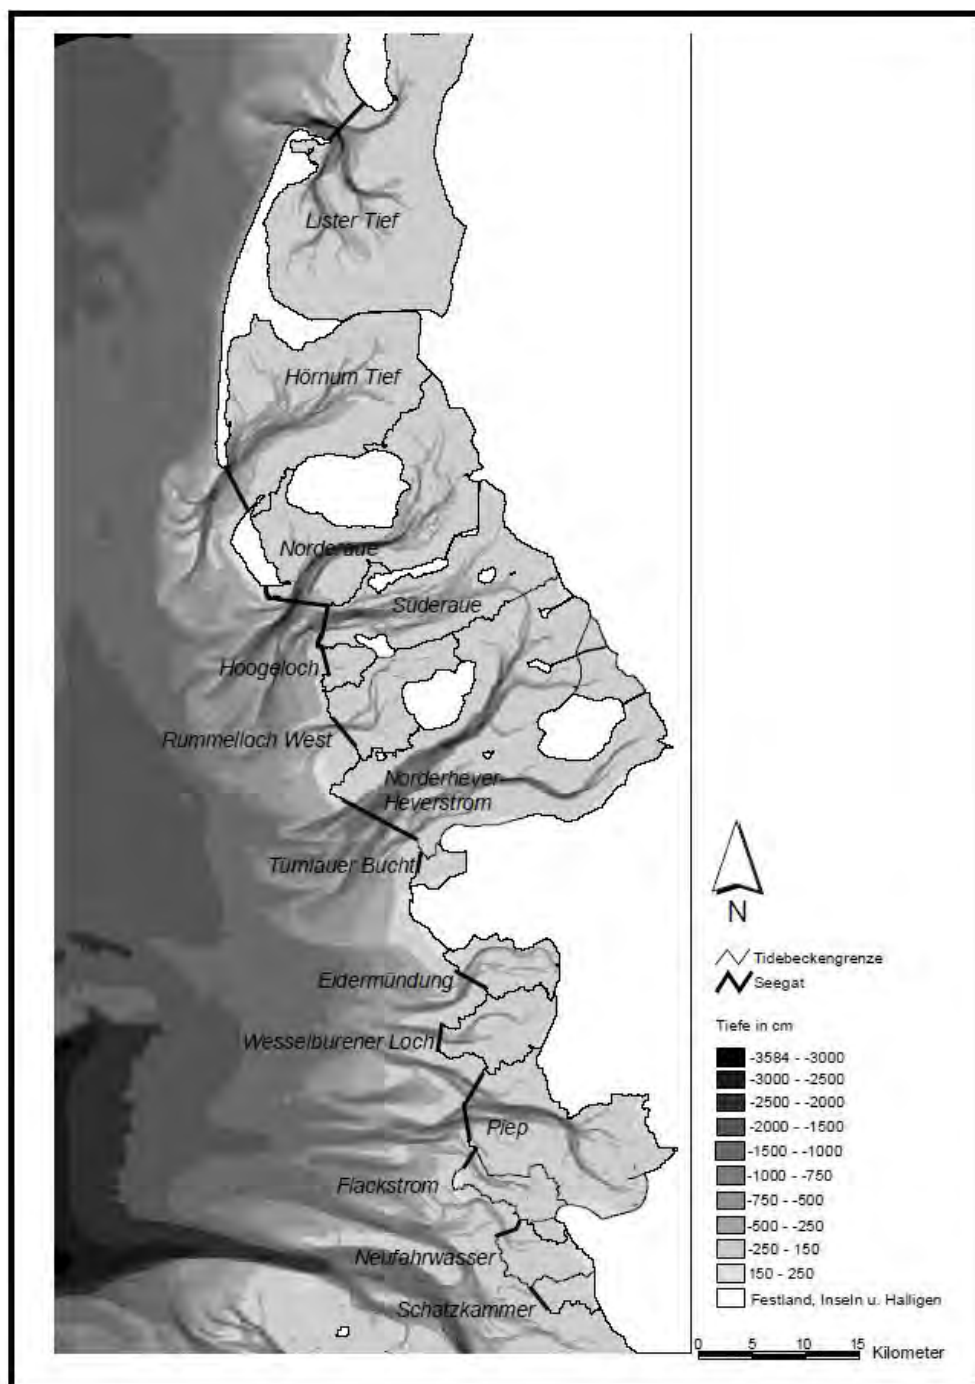 Lister Tief
Hörnum Tief
Norderaue
Süderaue
Hoogeloch
Rummelloch West
Norderhever
Heverstrom
Tümlauer Bucht
N
Eidermündung
Wesselburener Loch
Piep
Flackstrom
Neufahrwasser
Schatzkammer
Tidebeckengrenze
Seegat
Tiefe in cm
-3584 - -3000
-3000 - -2500
-2500 - -2000
-2000 - -1500
-1500 - -1000
-1000 - -750
-750 - -500
-500 - -250
-250 - 150
150 - 250
Festland, Inseln u. Halligen
0 5 10 15 Kilometer